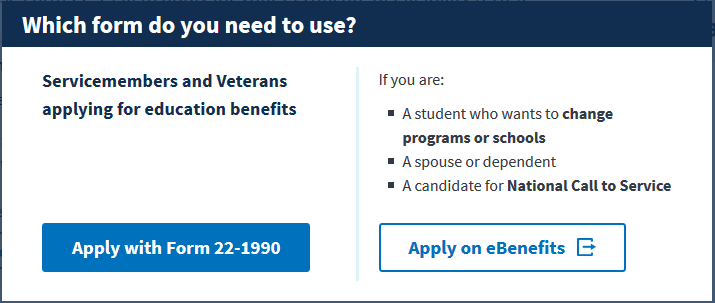 Which form do you need to use?
Servicemembers and Veterans
applying for education benefits
Apply with Form 22-1990
If you are:
A student who wants to change
programs or schools
A spouse or dependent
A candidate for National Call to Service
Apply on eBenefits